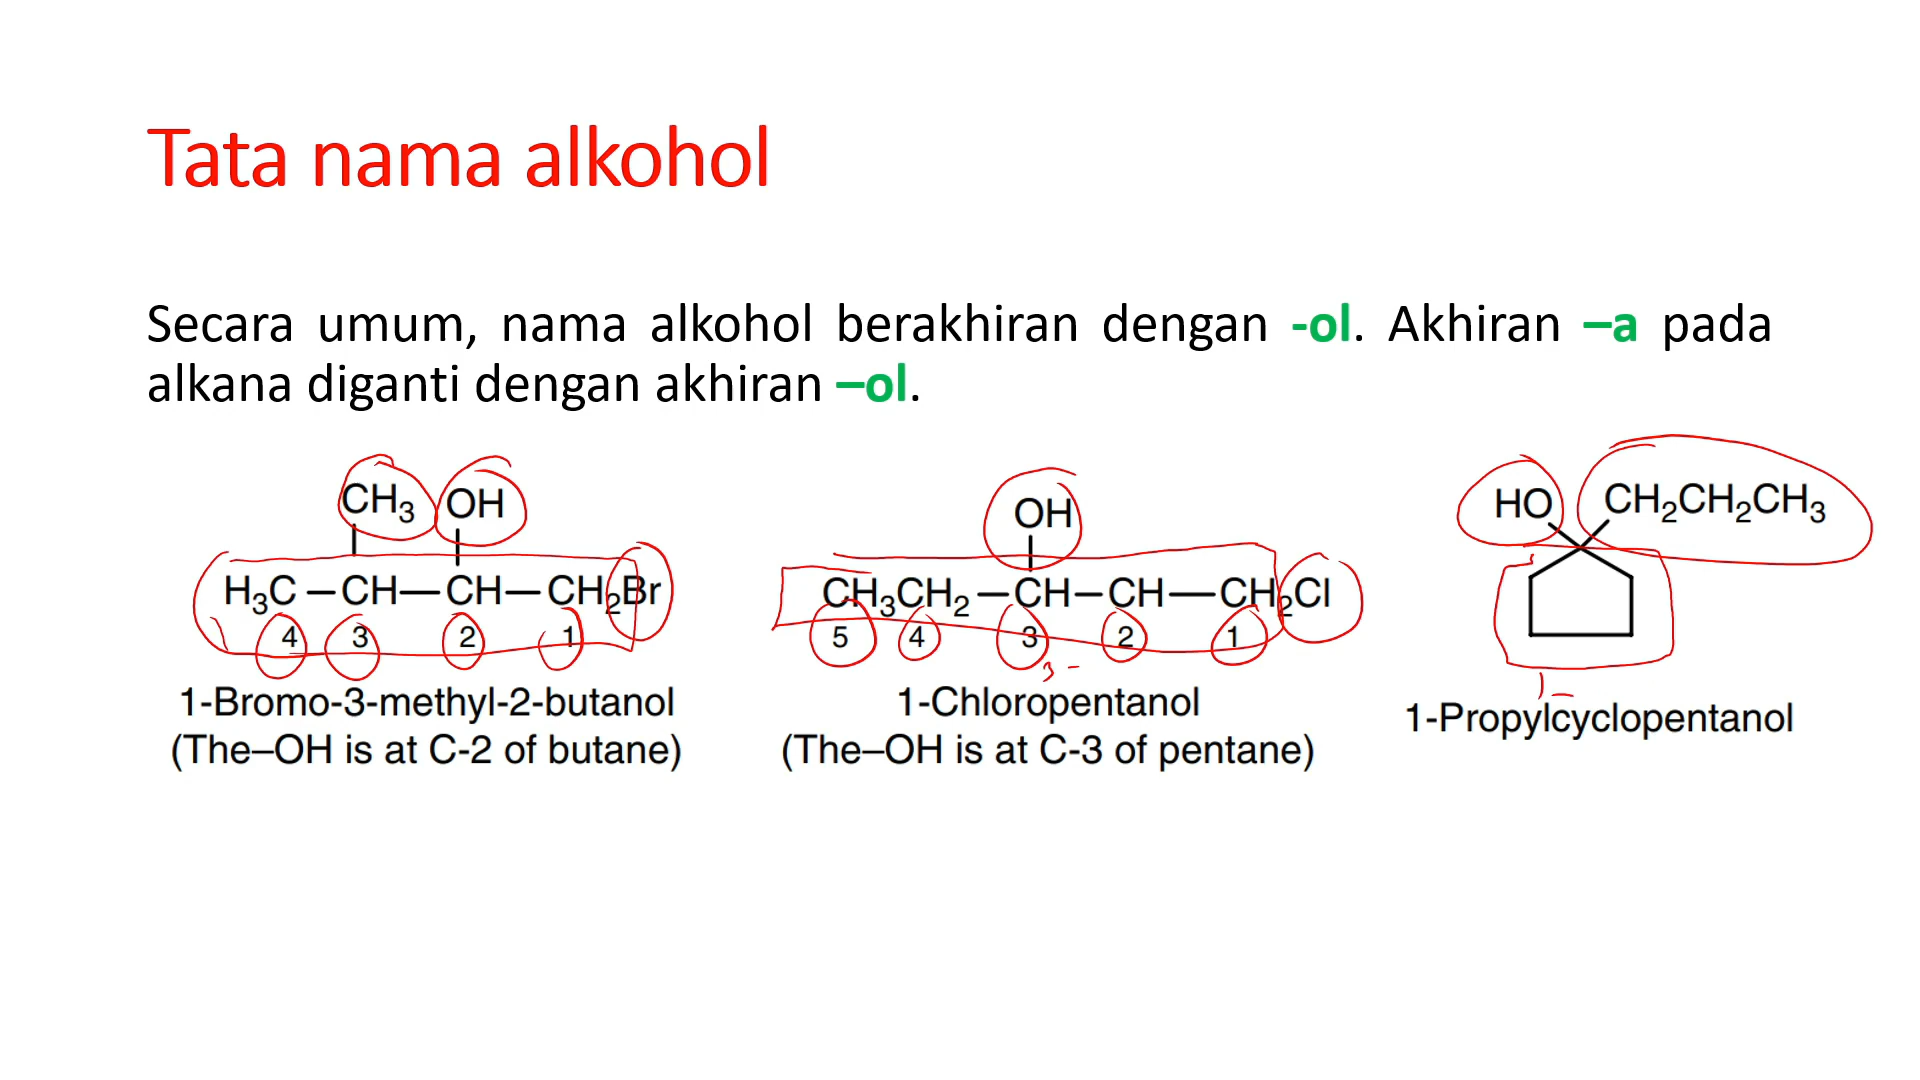 Tata nama alkohol
Secara umum, nama alkohol berakhiran dengan -ol. Akhiran –a pada
alkana diganti dengan akhiran –ol.
CH₃ OH
H₃C — CH — CH — CH₂Br
4 3 2 1
1-Bromo-3-methyl-2-butanol
(The–OH is at C-2 of butane)
OH
CH₃CH₂ — CH — CH — CH₂Cl
5 4 3 2 1
3 -
1-Chloropentanol
(The–OH is at C-3 of pentane)
HO CH₂CH₂CH₃
1 -
1-Propylcyclopentanol